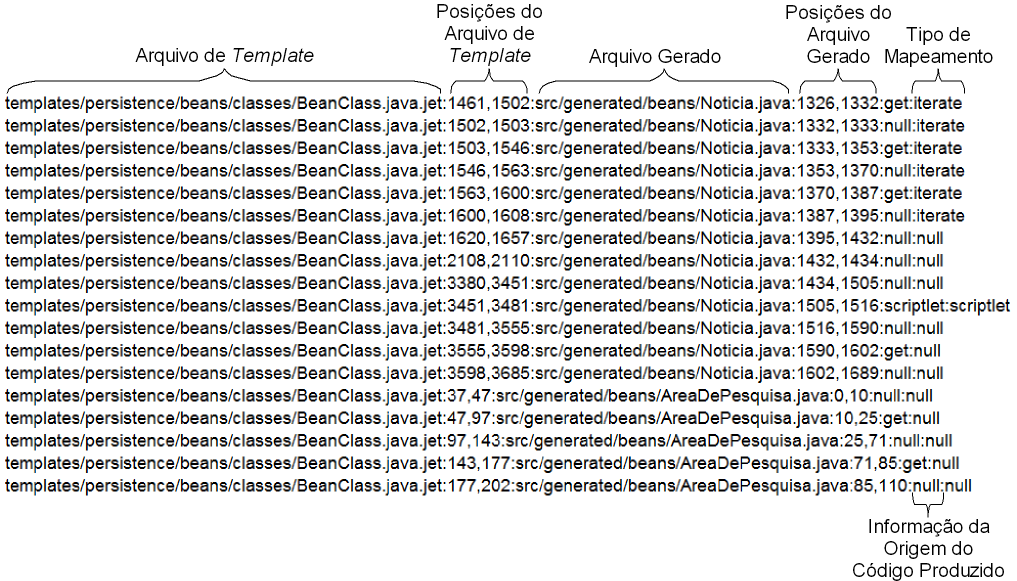 Arquivo de Template
Posições do
Arquivo de
Template
Arquivo Gerado
Posições do
Arquivo
Gerado
Tipo de
Mapeamento
templates/persistence/beans/classes/BeanClass.java.jet:1461,1502:src/generated/beans/Noticia.java:1326,1332:get:iterate
templates/persistence/beans/classes/BeanClass.java.jet:1502,1503:src/generated/beans/Noticia.java:1332,1333:null:iterate
templates/persistence/beans/classes/BeanClass.java.jet:1503,1546:src/generated/beans/Noticia.java:1333,1353:get:iterate
templates/persistence/beans/classes/BeanClass.java.jet:1546,1563:src/generated/beans/Noticia.java:1353,1370:null:iterate
templates/persistence/beans/classes/BeanClass.java.jet:1563,1600:src/generated/beans/Noticia.java:1370,1387:get:iterate
templates/persistence/beans/classes/BeanClass.java.jet:1600,1608:src/generated/beans/Noticia.java:1387,1395:null:iterate
templates/persistence/beans/classes/BeanClass.java.jet:1620,1657:src/generated/beans/Noticia.java:1395,1432:null:null
templates/persistence/beans/classes/BeanClass.java.jet:2108,2110:src/generated/beans/Noticia.java:1432,1434:null:null
templates/persistence/beans/classes/BeanClass.java.jet:3380,3451:src/generated/beans/Noticia.java:1434,1505:null:null
templates/persistence/beans/classes/BeanClass.java.jet:3451,3481:src/generated/beans/Noticia.java:1505,1516:scriptlet:scriptlet
templates/persistence/beans/classes/BeanClass.java.jet:3481,3555:src/generated/beans/Noticia.java:1516,1590:null:null
templates/persistence/beans/classes/BeanClass.java.jet:3555,3598:src/generated/beans/Noticia.java:1590,1602:get:null
templates/persistence/beans/classes/BeanClass.java.jet:3598,3685:src/generated/beans/Noticia.java:1602,1689:null:null
templates/persistence/beans/classes/BeanClass.java.jet:37,47:src/generated/beans/AreaDePesquisa.java:0,10:null:null
templates/persistence/beans/classes/BeanClass.java.jet:47,97:src/generated/beans/AreaDePesquisa.java:10,25:get:null
templates/persistence/beans/classes/BeanClass.java.jet:97,143:src/generated/beans/AreaDePesquisa.java:25,71:null:null
templates/persistence/beans/classes/BeanClass.java.jet:143,177:src/generated/beans/AreaDePesquisa.java:71,85:get:null
templates/persistence/beans/classes/BeanClass.java.jet:177,202:src/generated/beans/AreaDePesquisa.java:85,110:null:null
Informação da
Origem do
Código Produzido